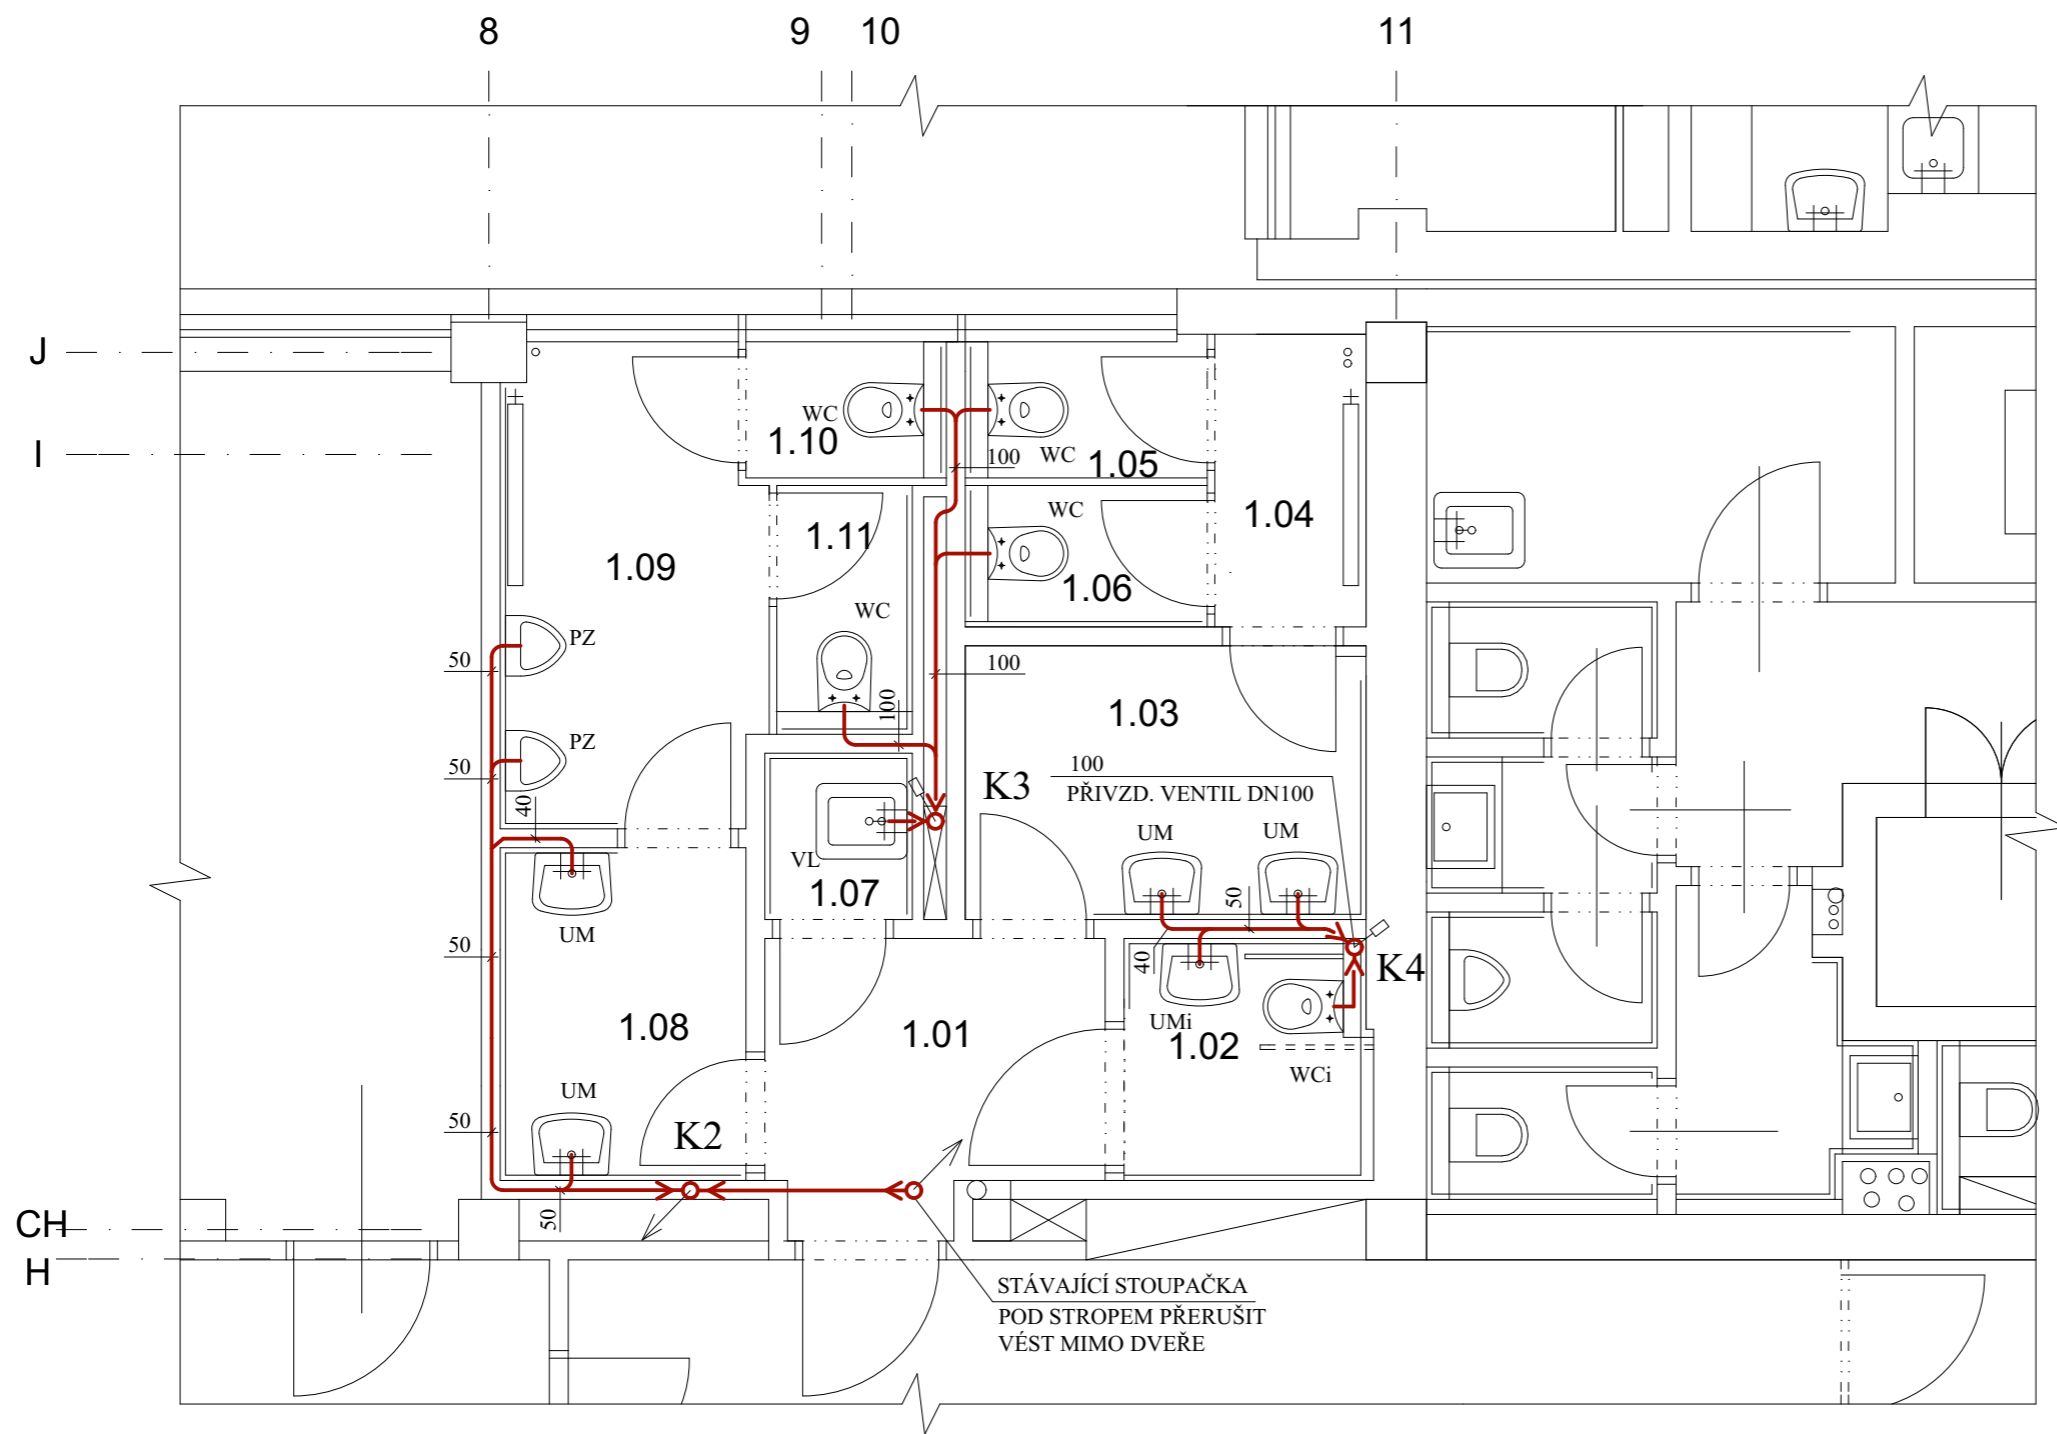 8 9 10 11
J
I
WC
1.10
100
WC
1.05
WC
1.04
1.11
1.09
1.06
WC
PZ
50
100
100
1.03
PZ
50
40
K3
100
PŘIVZD. VENTIL DN100
UM
UM
VL
1.07
50
UM
50
40
K4
UMi
1.08
1.01
1.02
WCi
UM
50
K2
50
CH
H
STÁVAJÍCÍ STOUPAČKA
POD STROPEM PŘERUŠIT
VÉST MIMO DVEŘE